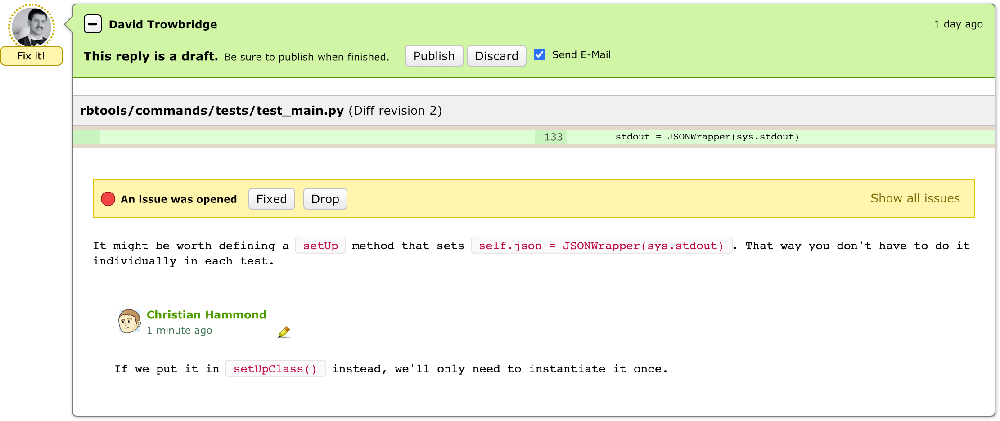 David Trowbridge 1 day ago
Fix it!
This reply is a draft. Be sure to publish when finished. Publish Discard Send E-Mail
rbtools/commands/tests/test_main.py (Diff revision 2)
133 stdout = JSONWrapper(sys.stdout)
An issue was opened Fixed Drop Show all issues
It might be worth defining a setUp method that sets self.json = JSONWrapper(sys.stdout). That way you don't have to do it
individually in each test.
Christian Hammond
1 minute ago
If we put it in setUpClass() instead, we'll only need to instantiate it once.